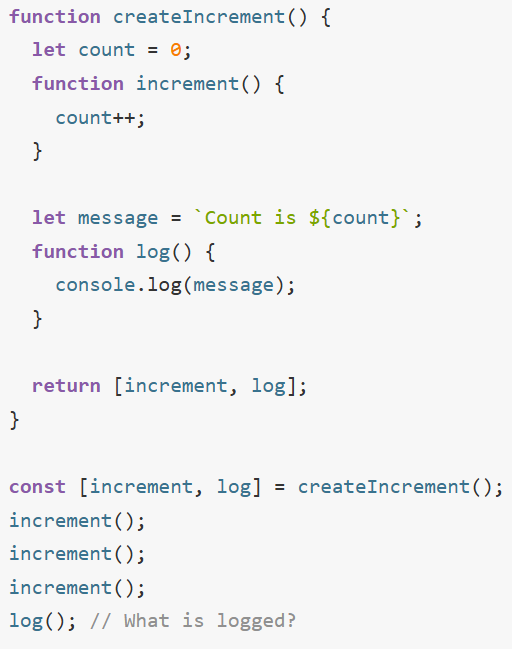 function createIncrement() {
  let count = 0;
  function increment() {
    count++;
  }

  let message = `Count is ${count}`;
  function log() {
    console.log(message);
  }

  return [increment, log];
}

const [increment, log] = createIncrement();
increment();
increment();
increment();
log(); // What is logged?